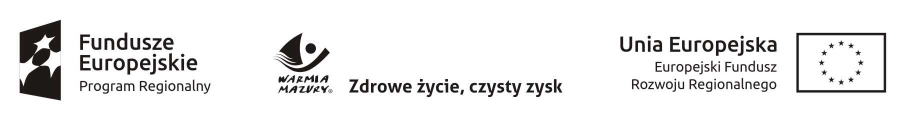 Fundusze
Europejskie
Program Regionalny
WARMIA
MAZURY®
Zdrowe życie, czysty zysk
Unia Europejska
Europejski Fundusz
Rozwoju Regionalnego